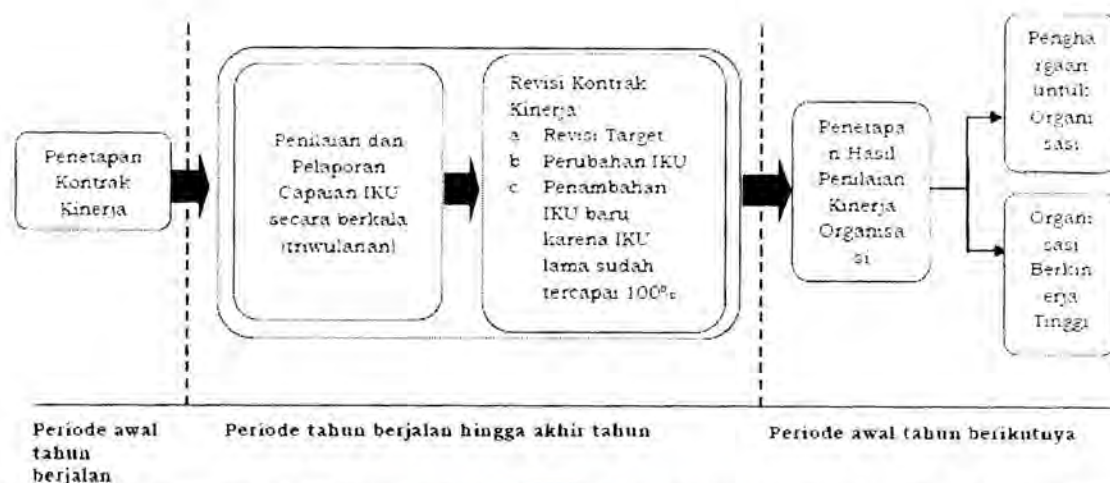 Penetapan
Kontrak
Kinerja
Penilaian dan
Pelaporan
Capaian IKU
secara berkala
(triwulanan)
Revisi Kontrak
Kinerja
a Revisi Target
b Perubahan IKU
c Penambahan
IKU baru
karena IKU
lama sudah
tercapai 100%
Penetapa
n Hasil
Penilaian
Kinerja
Organisa
si
Pengha
rgaan
untuk
Organi
sasi
Organi
sasi
Berkin
erja
Tinggi
Periode awal
tahun
berjalan
Periode tahun berjalan hingga akhir tahun
Periode awal tahun berikutnya